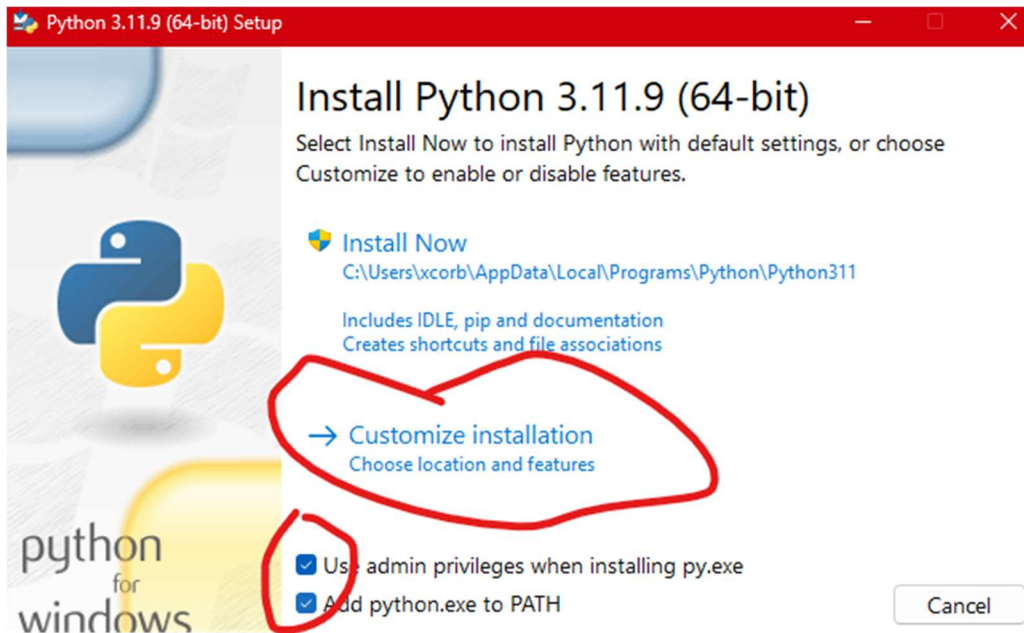 Python 3.11.9 (64-bit) Setup
Install Python 3.11.9 (64-bit)
Select Install Now to install Python with default settings, or choose
Customize to enable or disable features.
Install Now
C:\Users\xcorb\AppData\Local\Programs\Python\Python311
Includes IDLE, pip and documentation
Creates shortcuts and file associations
Customize installation
Choose location and features
Use admin privileges when installing py.exe
Add python.exe to PATH
Cancel
python
for
windows